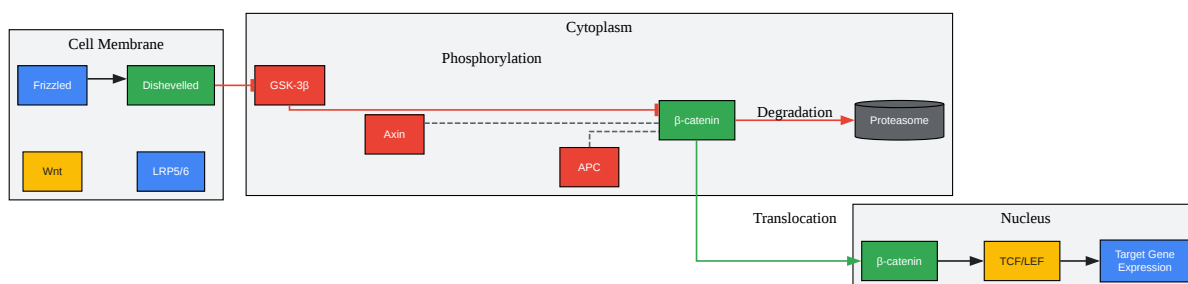 Cytoplasm
Cell Membrane
Phosphorylation
Frizzled
Dishevelled
GSK-3β
Axin
β-catenin
Degradation
Proteasome
Wnt
LRP5/6
APC
Translocation
Nucleus
β-catenin
TCF/LEF
Target Gene
Expression